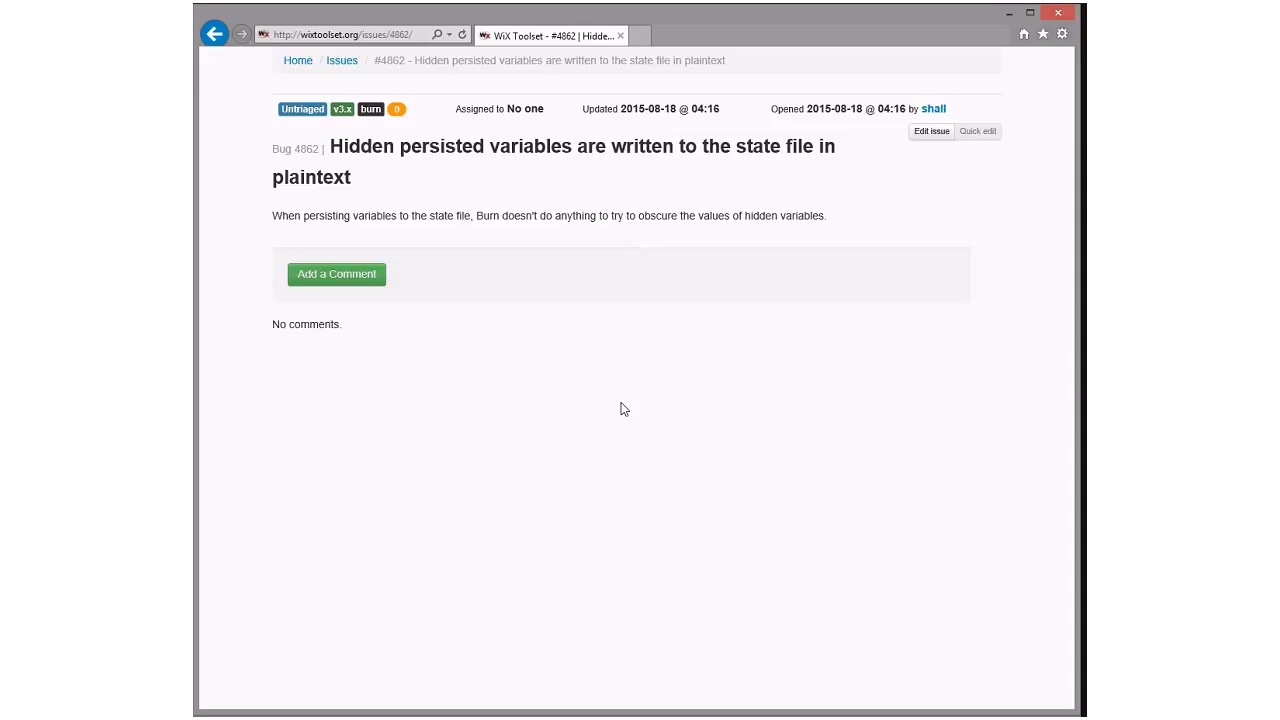 http://wixtoolset.org/issues/4862/
WiX Toolset - #4862 | Hidde...
Home / Issues / #4862 - Hidden persisted variables are written to the state file in plaintext
Untriaged v3.x burn 0 Assigned to No one Updated 2015-08-18 @ 04:16 Opened 2015-08-18 @ 04:16 by shall
Edit issue Quick edit
Bug 4862 | Hidden persisted variables are written to the state file in
plaintext
When persisting variables to the state file, Burn doesn't do anything to try to obscure the values of hidden variables.
Add a Comment
No comments.